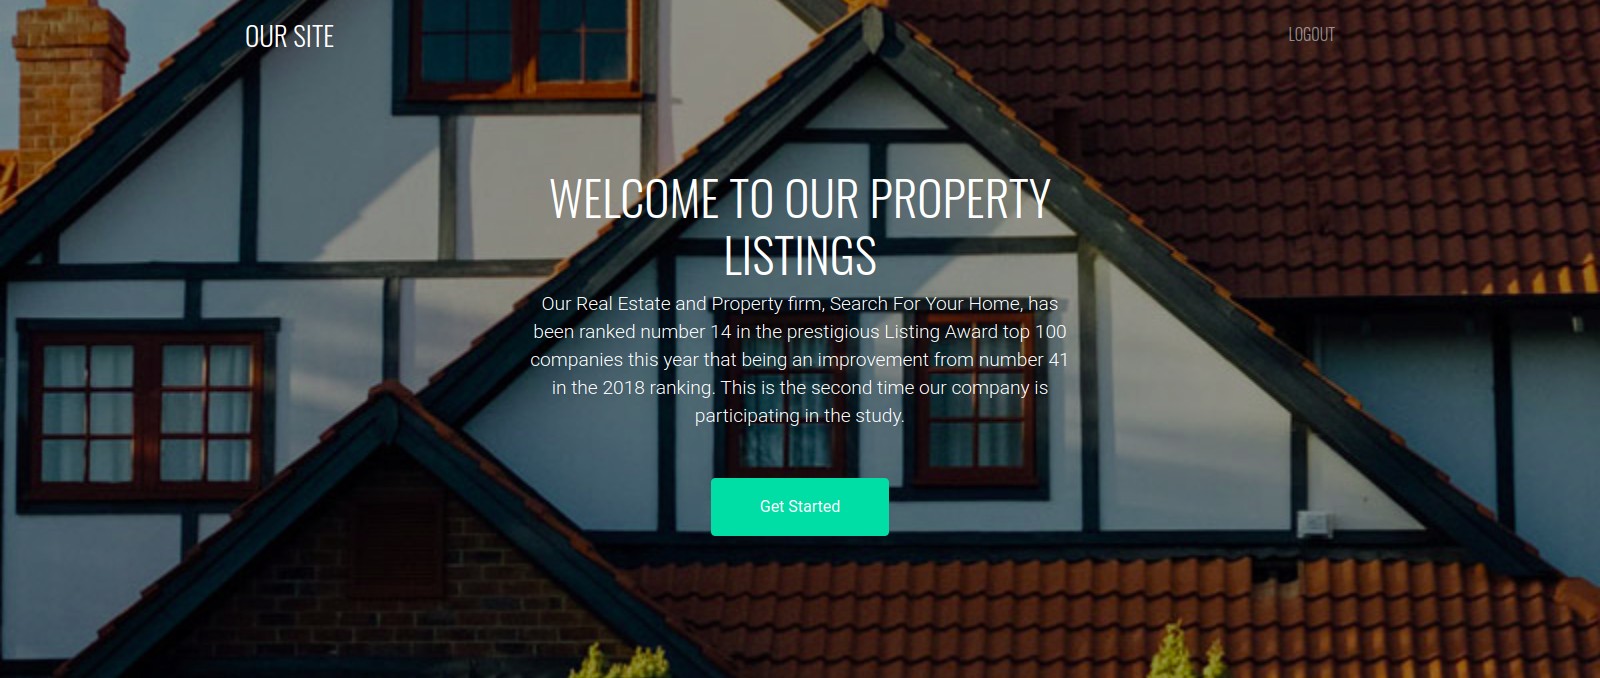 OUR SITE
LOGOUT
WELCOME TO OUR PROPERTY
LISTINGS
Our Real Estate and Property firm, Search For Your Home, has
been ranked number 14 in the prestigious Listing Award top 100
companies this year that being an improvement from number 41
in the 2018 ranking. This is the second time our company is
participating in the study.
Get Started